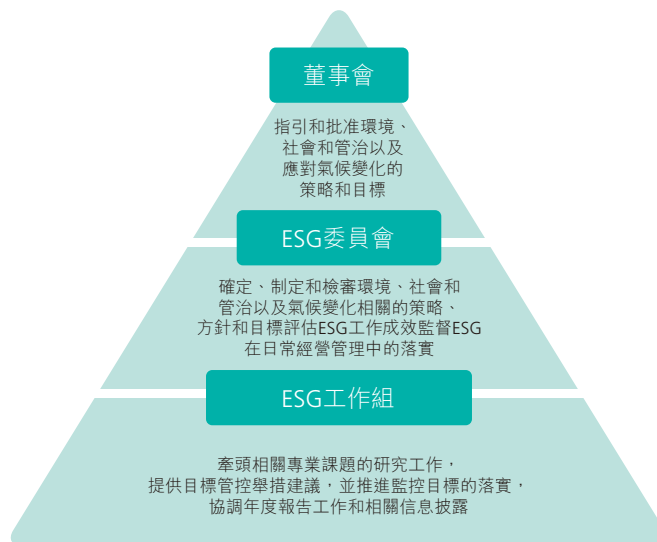 董事會
指引和批准環境、
社會和管治以及
應對氣候變化的
策略和目標
ESG委員會
確定、制定和檢審環境、社會和
管治以及氣候變化相關的策略、
方針和目標評估ESG工作成效監督ESG
在日常經營管理中的落實
ESG工作組
牽頭相關專業課題的研究工作，
提供目標管控舉措建議，並推進監控目標的落實，
協調年度報告工作和相關信息披露